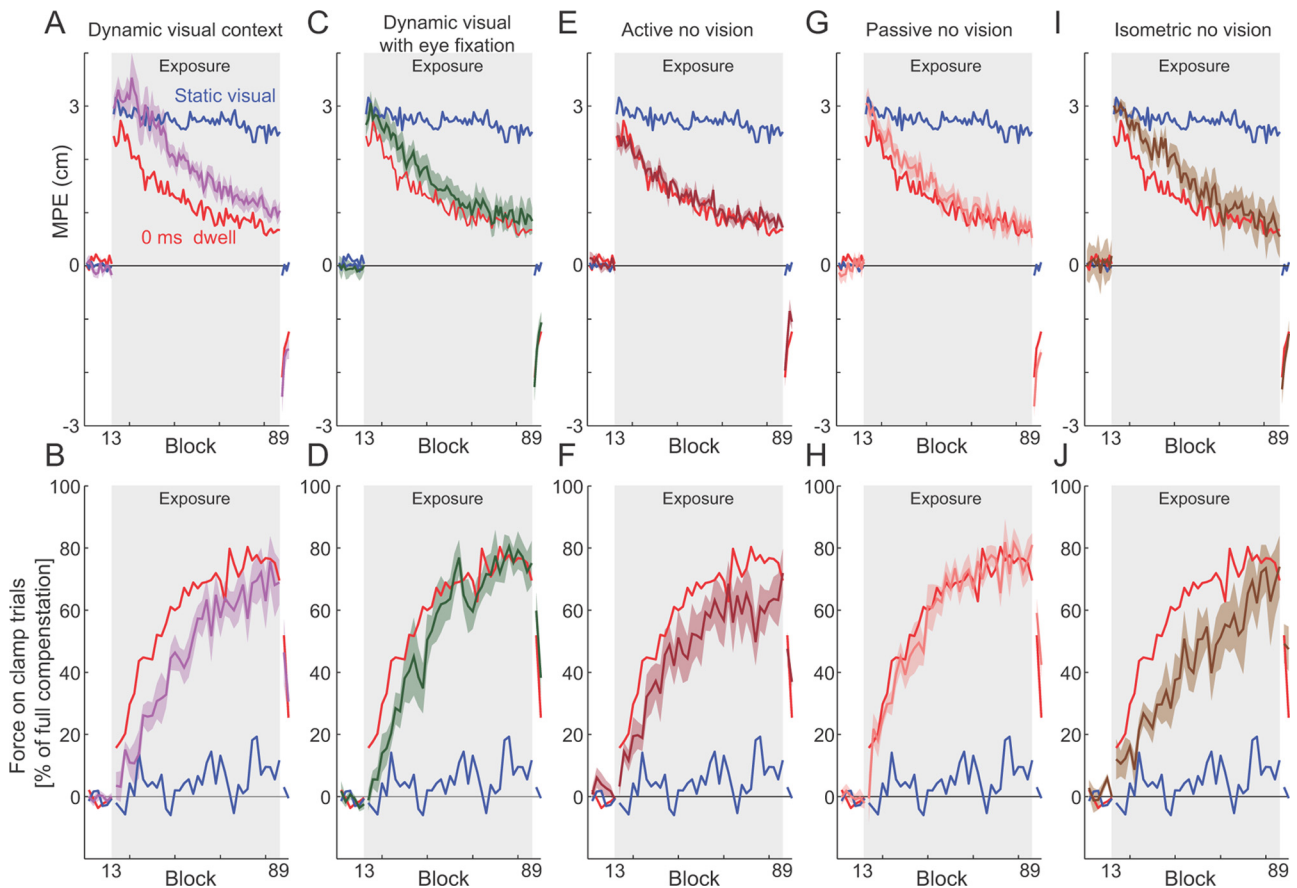 A Dynamic visual context
C Dynamic visual
with eye fixation
E Active no vision
G Passive no vision
I Isometric no vision
Exposure
Exposure
Exposure
Exposure
Exposure
Static visual
0 ms dwell
MPE (cm)
3
0
-3
3
0
-3
3
0
-3
3
0
-3
3
0
-3
13 Block 89
13 Block 89
13 Block 89
13 Block 89
13 Block 89
B
D
F
H
J
Exposure
Exposure
Exposure
Exposure
Exposure
Force on clamp trials
[% of full compenstation]
100
80
60
40
20
0
100
80
60
40
20
0
100
80
60
40
20
0
100
80
60
40
20
0
100
80
60
40
20
0
13 89
Block
13 89
Block
13 89
Block
13 89
Block
13 89
Block